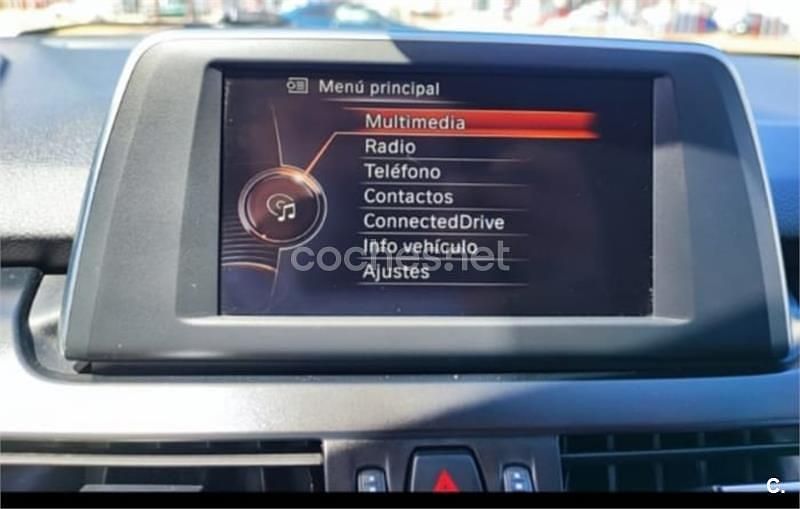 Menú principal
Multimedia
Radio
Teléfono
Contactos
ConnectedDrive
Info vehículo
coches.net
Ajustes
C.